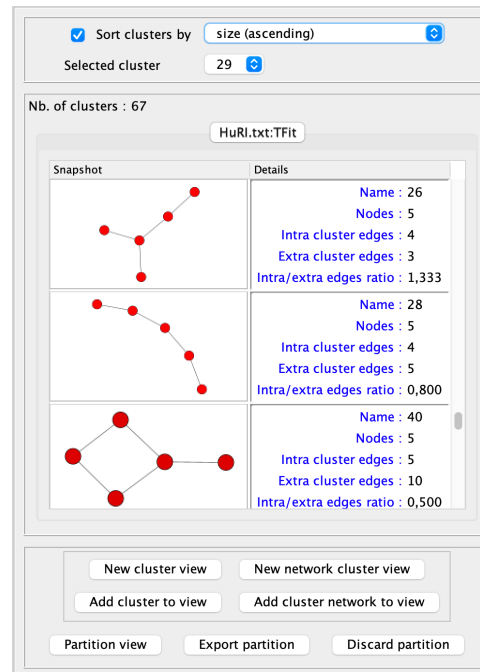 Sort clusters by size (ascending)
Selected cluster 29
Nb. of clusters : 67
HuRI.txt:TFit
Snapshot Details
Name : 26
Nodes : 5
Intra cluster edges : 4
Extra cluster edges : 3
Intra/extra edges ratio : 1,333
Name : 28
Nodes : 5
Intra cluster edges : 4
Extra cluster edges : 5
Intra/extra edges ratio : 0,800
Name : 40
Nodes : 5
Intra cluster edges : 5
Extra cluster edges : 10
Intra/extra edges ratio : 0,500
New cluster view New network cluster view
Add cluster to view Add cluster network to view
Partition view Export partition Discard partition